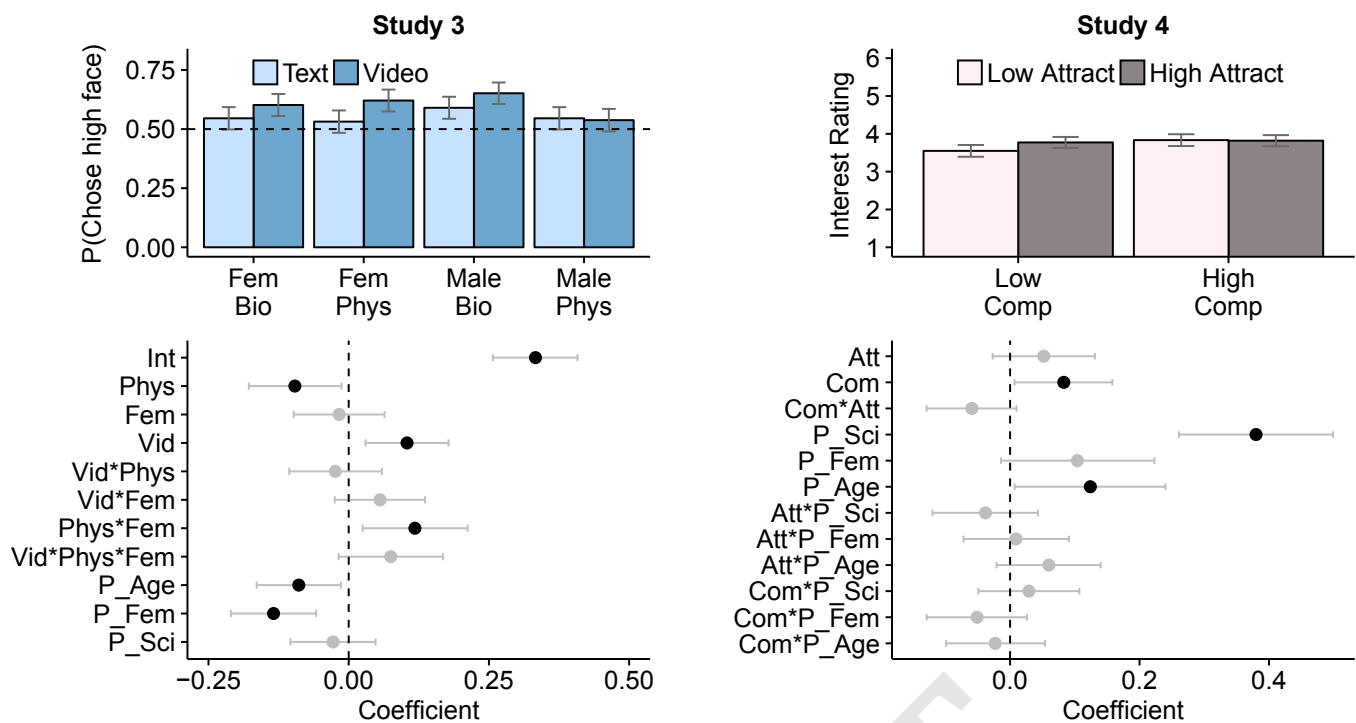 Study 3
P(Chose high face)
0.75
0.50
0.25
0.00
Text Video
Fem Bio
Fem Phys
Male Bio
Male Phys
Int
Phys
Fem
Vid
Vid*Phys
Vid*Fem
Phys*Fem
Vid*Phys*Fem
P_Age
P_Fem
P_Sci
−0.25 0.00 0.25 0.50
Coefficient
Study 4
Interest Rating
6
5
4
3
2
1
Low Attract High Attract
Low Comp
High Comp
Att
Com
Com*Att
P_Sci
P_Fem
P_Age
Att*P_Sci
Att*P_Fem
Att*P_Age
Com*P_Sci
Com*P_Fem
Com*P_Age
0.0 0.2 0.4
Coefficient